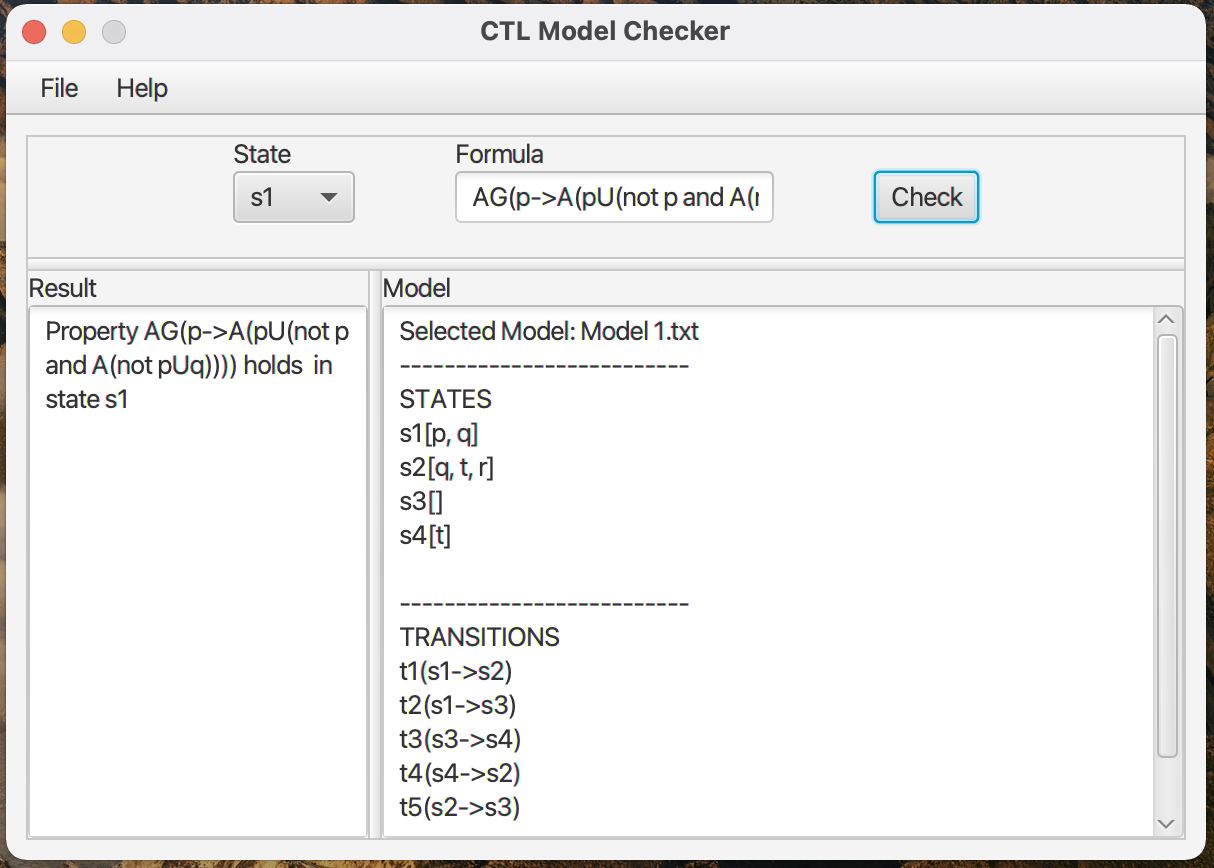 CTL Model Checker
File Help
State Formula
s1 AG(p->A(pU(not p and A(r Check
Result
Property AG(p->A(pU(not p
and A(not pUq)))) holds  in
state s1
Model
Selected Model: Model 1.txt
--------------------------
STATES
s1[p, q]
s2[q, t, r]
s3[]
s4[t]
--------------------------
TRANSITIONS
t1(s1->s2)
t2(s1->s3)
t3(s3->s4)
t4(s4->s2)
t5(s2->s3)